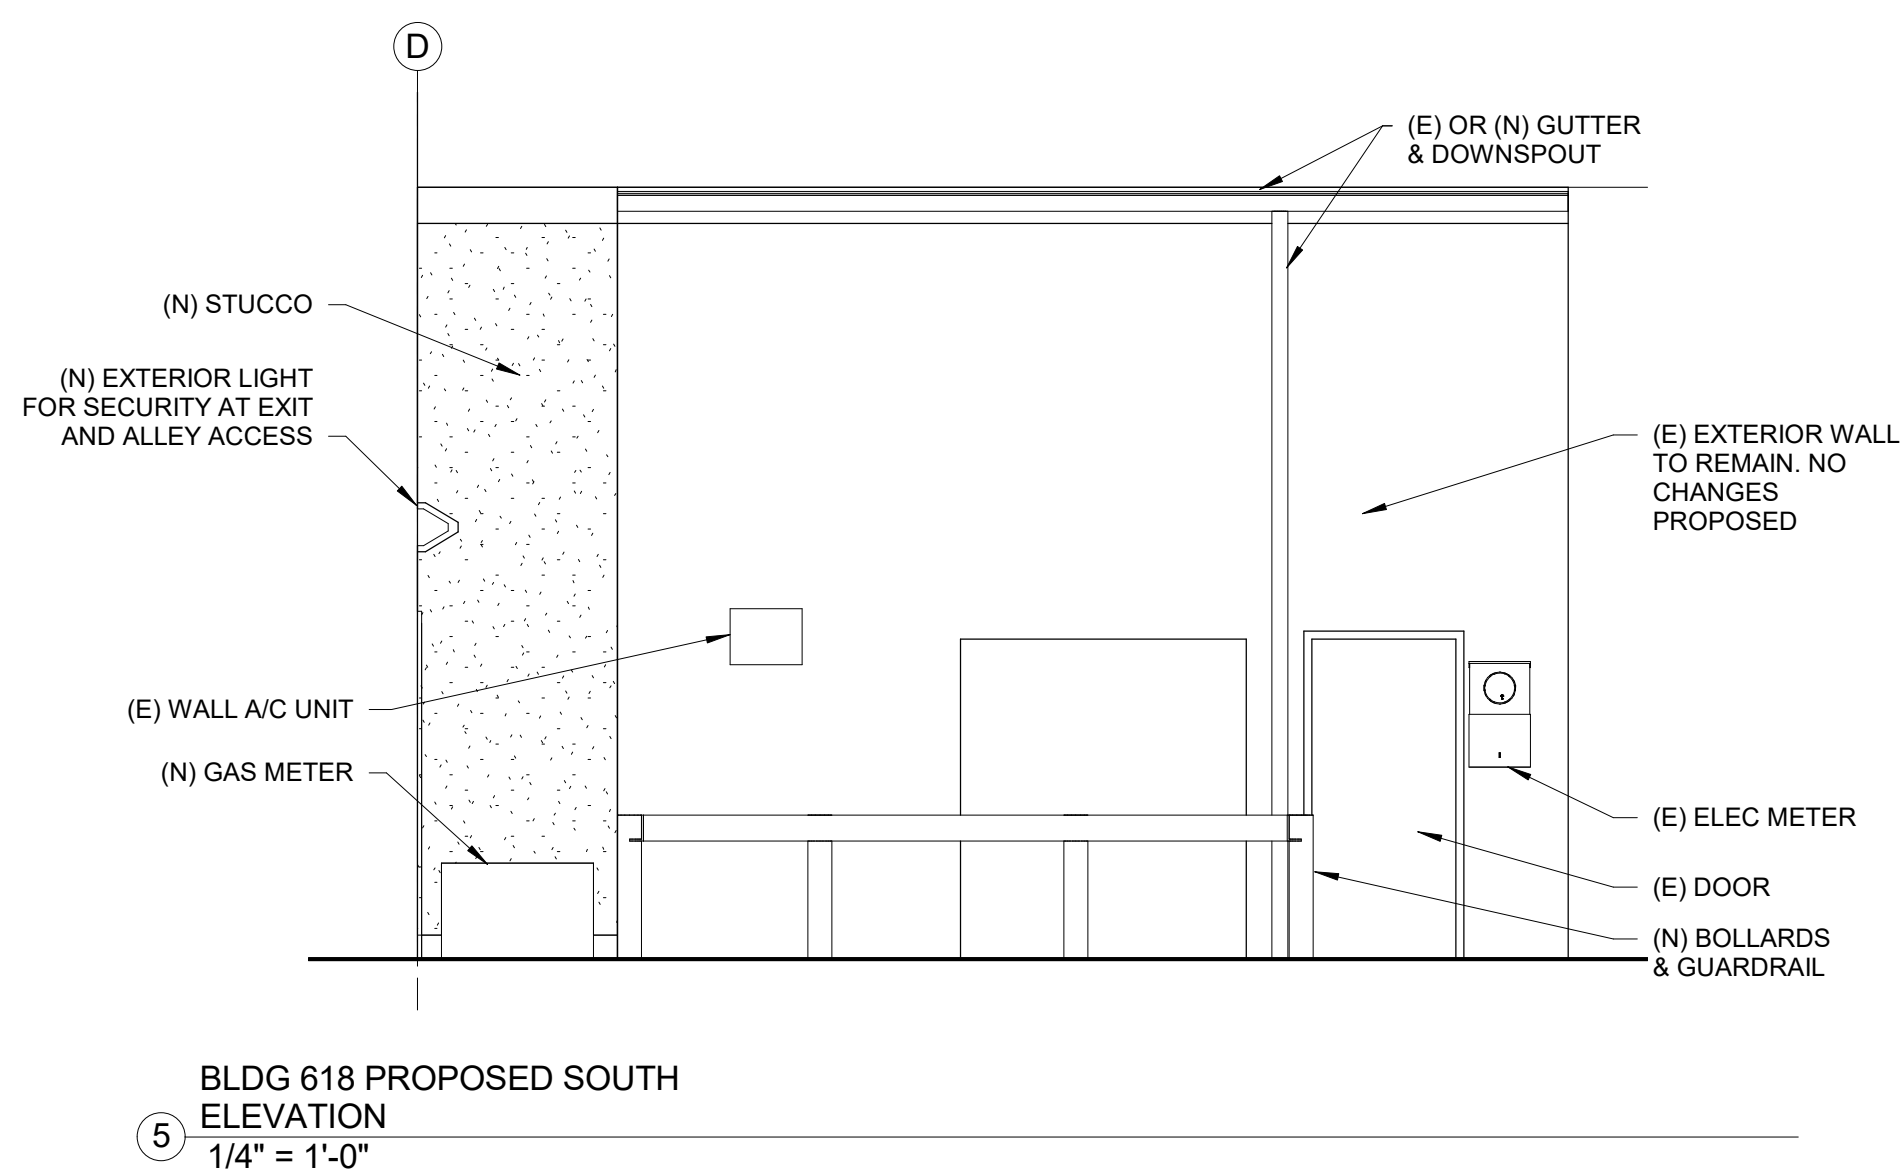 D
(E) OR (N) GUTTER
& DOWNSPOUT
(N) STUCCO
(N) EXTERIOR LIGHT
FOR SECURITY AT EXIT
AND ALLEY ACCESS
(E) EXTERIOR WALL
TO REMAIN. NO
CHANGES
PROPOSED
(E) WALL A/C UNIT
(N) GAS METER
(E) ELEC METER
(E) DOOR
(N) BOLLARDS
& GUARDRAIL
BLDG 618 PROPOSED SOUTH
ELEVATION
5
1/4" = 1'-0"